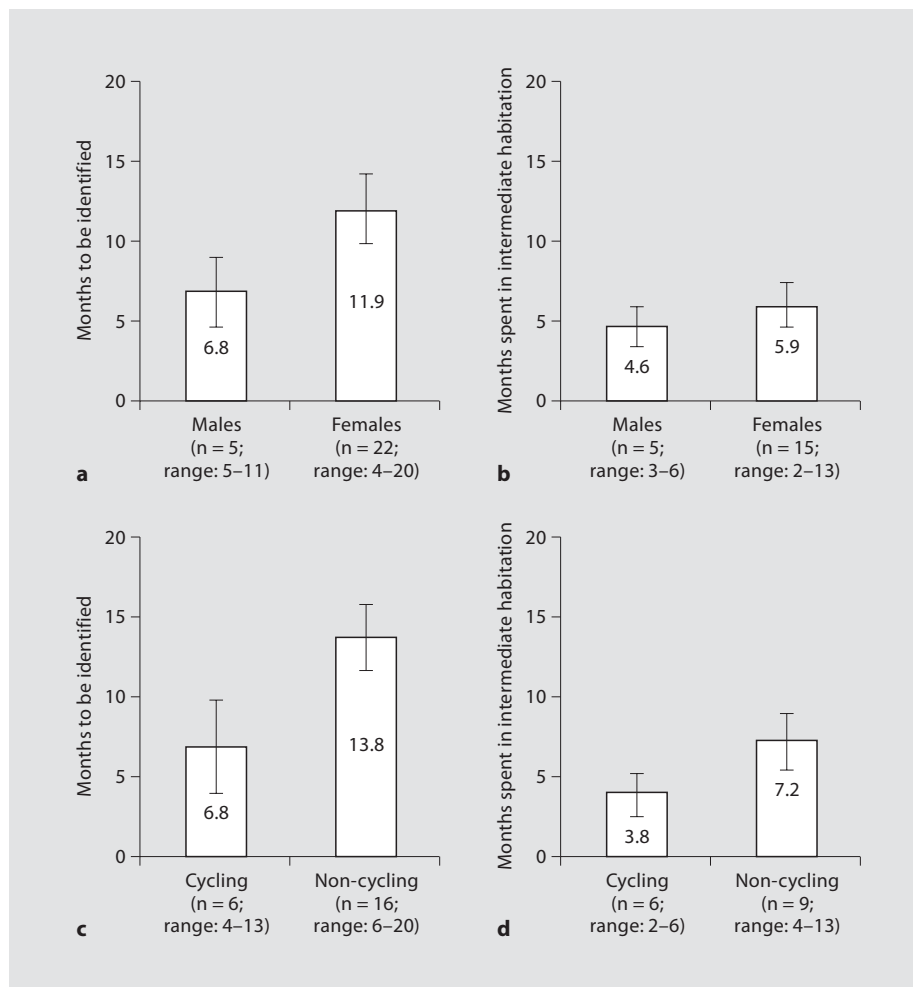 Months to be identified
20
15
10
5
0
6.8
11.9
Males
(n = 5;
range: 5–11)
Females
(n = 22;
range: 4–20)
a
Months spent in intermediate habitation
20
15
10
5
0
4.6
5.9
Males
(n = 5;
range: 3–6)
Females
(n = 15;
range: 2–13)
b
Months to be identified
20
15
10
5
0
6.8
13.8
Cycling
(n = 6;
range: 4–13)
Non-cycling
(n = 16;
range: 6–20)
c
Months spent in intermediate habitation
20
15
10
5
0
3.8
7.2
Cycling
(n = 6;
range: 2–6)
Non-cycling
(n = 9;
range: 4–13)
d